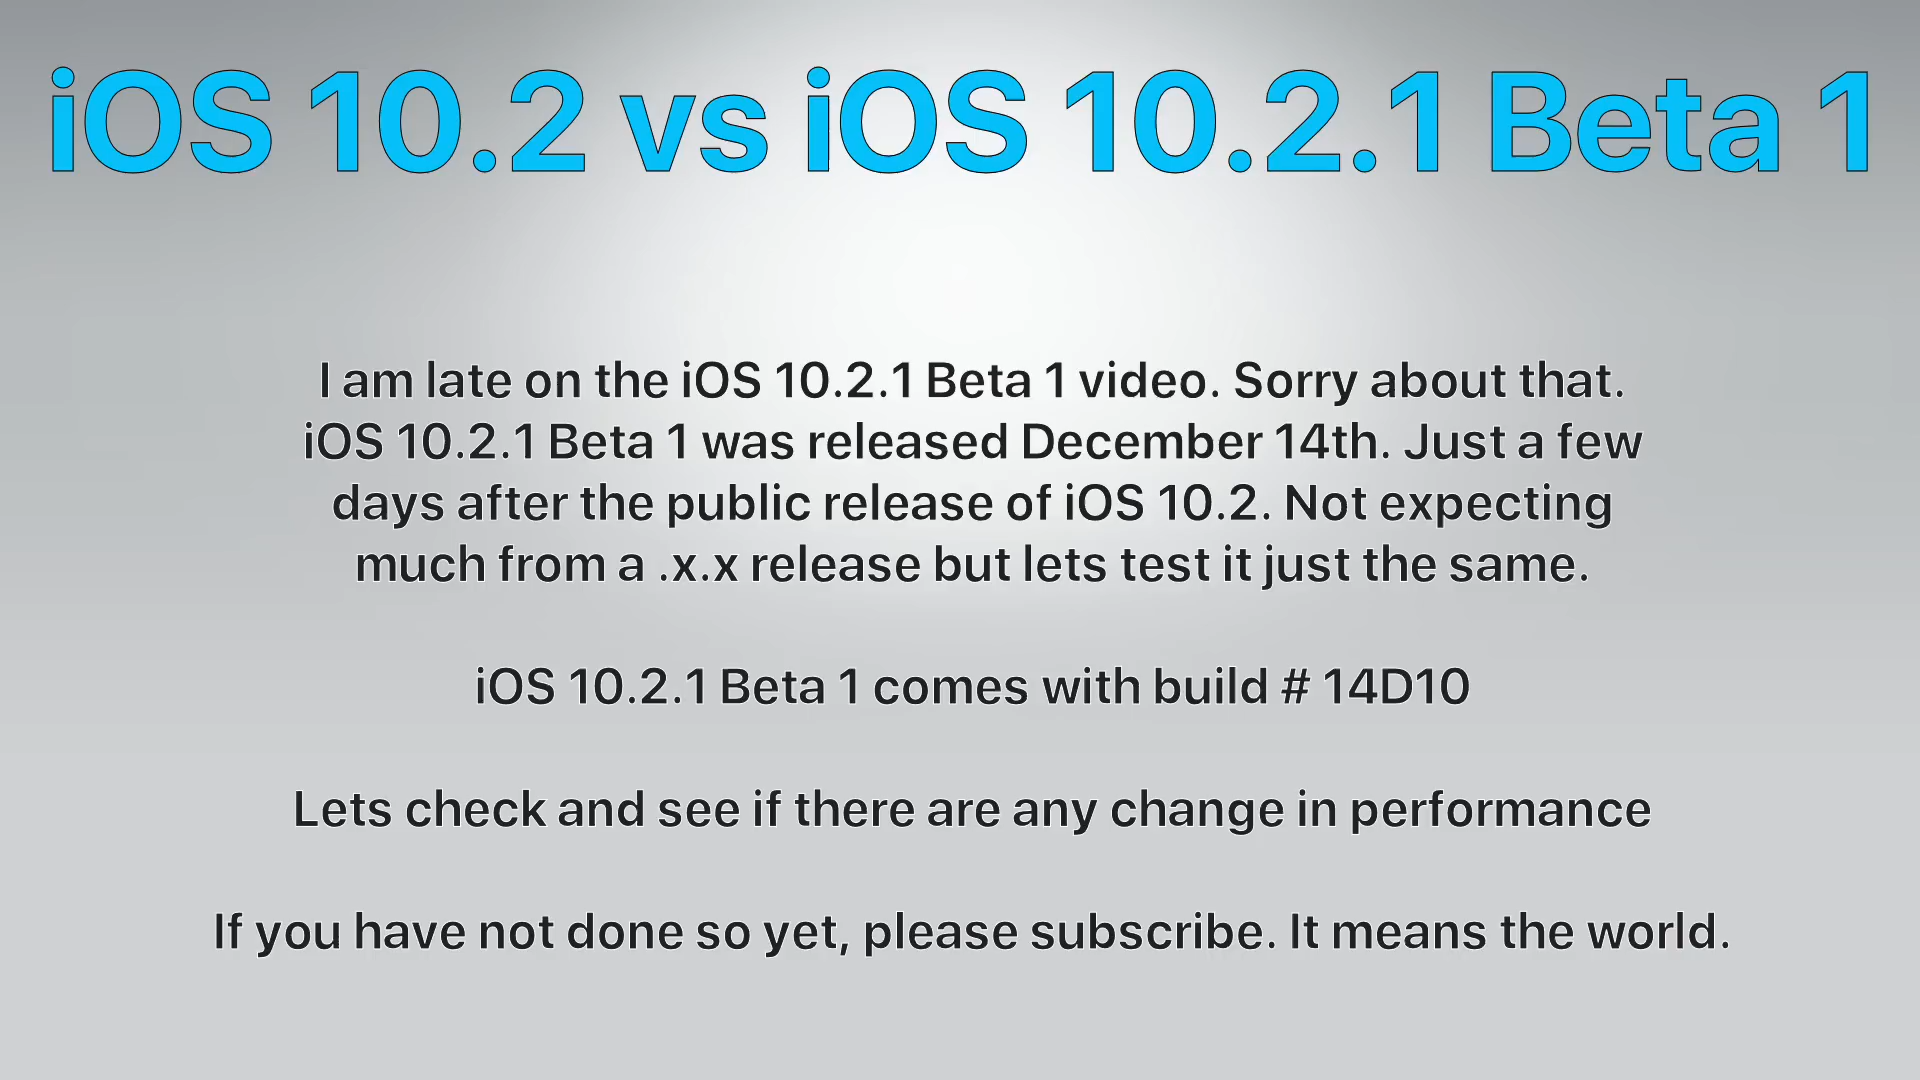 iOS 10.2 vs iOS 10.2.1 Beta 1
I am late on the iOS 10.2.1 Beta 1 video. Sorry about that.
iOS 10.2.1 Beta 1 was released December 14th. Just a few
days after the public release of iOS 10.2. Not expecting
much from a .x.x release but lets test it just the same.
iOS 10.2.1 Beta 1 comes with build # 14D10
Lets check and see if there are any change in performance
If you have not done so yet, please subscribe. It means the world.